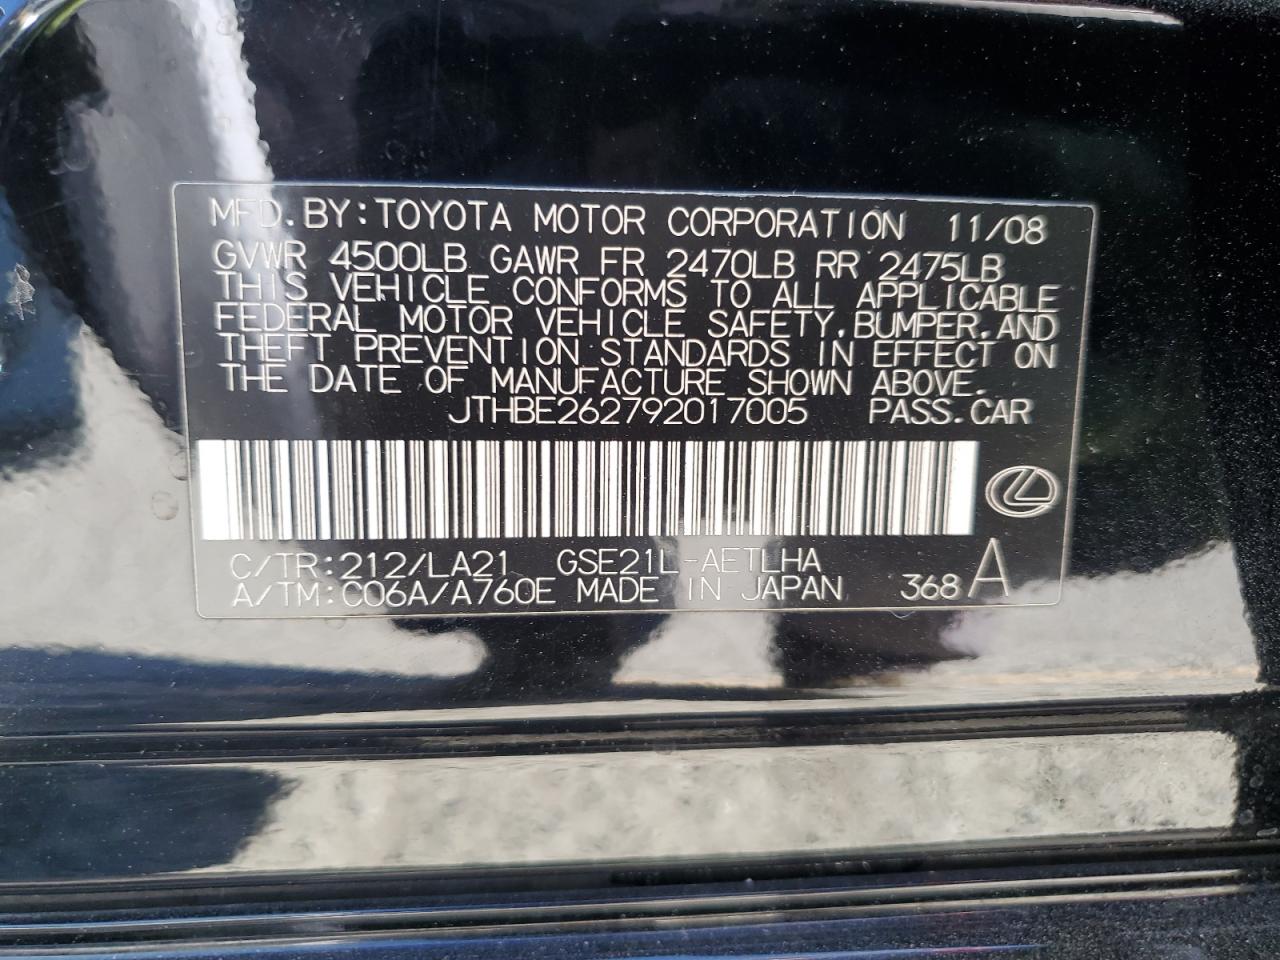 MFD. BY: TOYOTA MOTOR CORPORATION 11/08
GVWR 4500LB GAWR FR 2470LB RR 2475LB
THIS VEHICLE CONFORMS TO ALL APPLICABLE
FEDERAL MOTOR VEHICLE SAFETY, BUMPER, AND
THEFT PREVENTION STANDARDS IN EFFECT ON
THE DATE OF MANUFACTURE SHOWN ABOVE.
JTHBE262792017005 PASS. CAR
C/TR: 212/LA21 GSE21L-AETLHA
A/TM: C06A/A760E MADE IN JAPAN 368 A